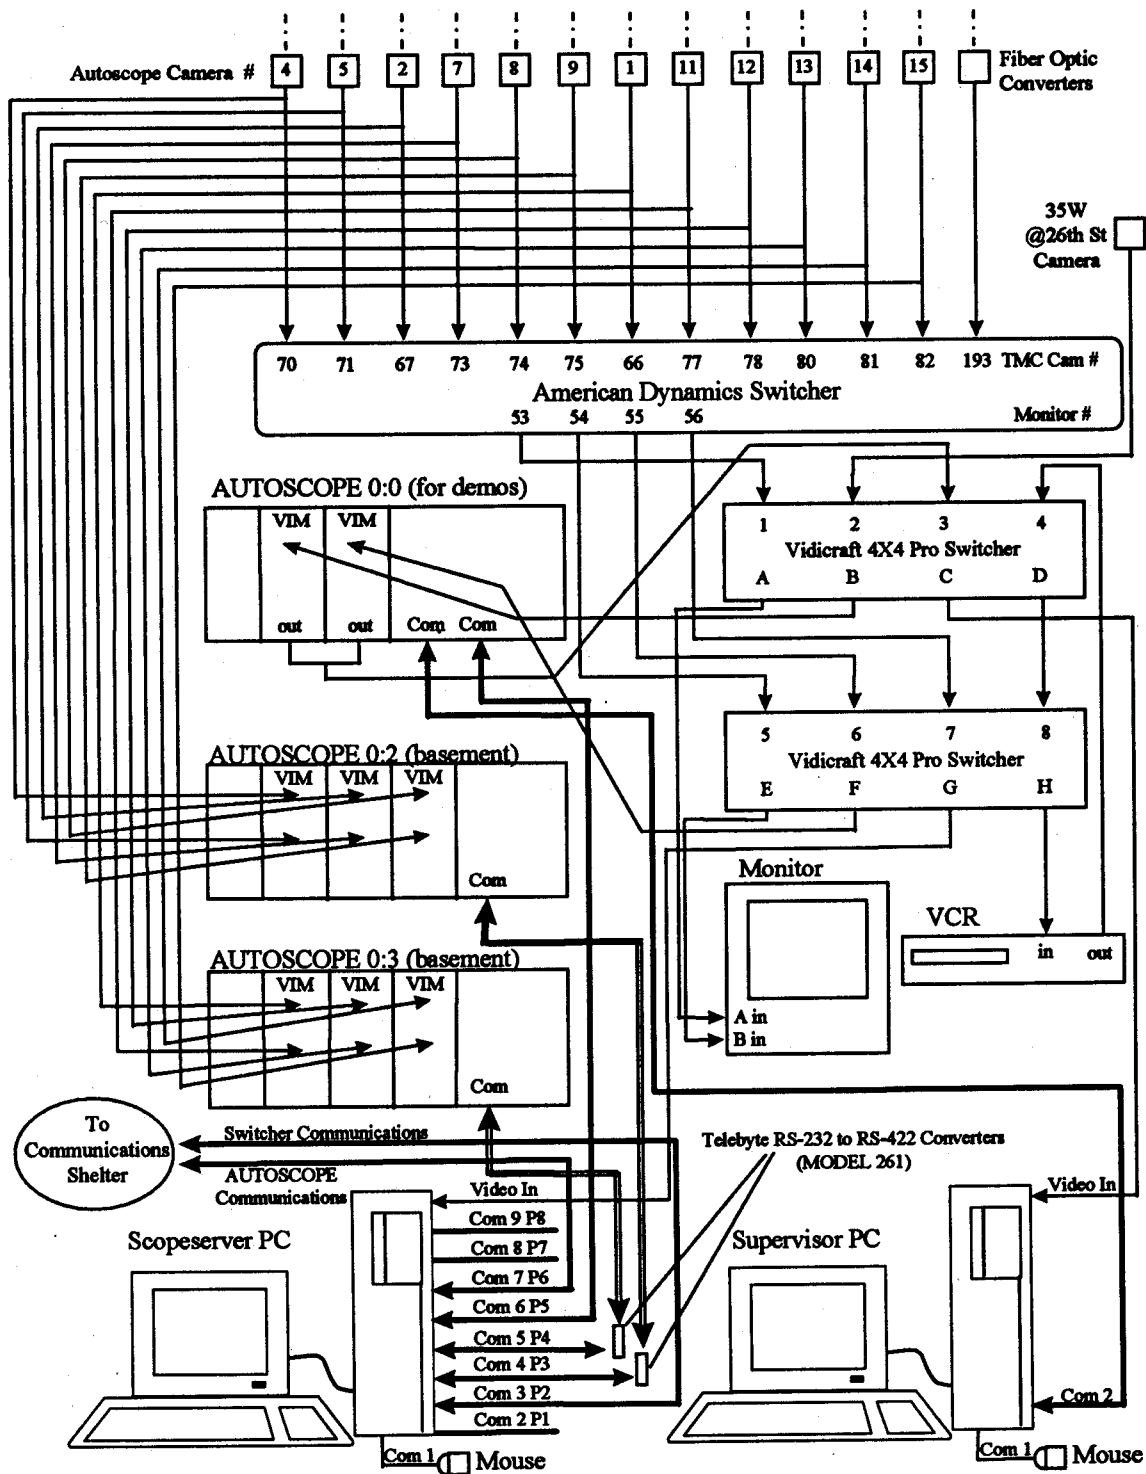 Autoscope Camera # 4 5 2 7 8 9 1 11 12 13 14 15 Fiber Optic
Converters
35W
@26th St
Camera
70 71 67 73 74 75 66 77 78 80 81 82 193 TMC Cam #
American Dynamics Switcher
53 54 55 56 Monitor #
AUTOSCOPE 0:0 (for demos)
VIM VIM
out out Com Com
1 2 3 4
Vidicraft 4X4 Pro Switcher
A B C D
5 6 7 8
Vidicraft 4X4 Pro Switcher
E F G H
AUTOSCOPE 0:2 (basement)
VIM VIM VIM
Com
Monitor
A in
B in
VCR
in out
AUTOSCOPE 0:3 (basement)
VIM VIM VIM
Com
To
Communications
Shelter
Switcher Communications
AUTOSCOPE
Communications
Telebyte RS-232 to RS-422 Converters
(MODEL 261)
Scopeserver PC
Video In
Com 9 P8
Com 8 P7
Com 7 P6
Com 6 P5
Com 5 P4
Com 4 P3
Com 3 P2
Com 2 P1
Com 1 Mouse
Supervisor PC
Video In
Com 2
Com 1 Mouse